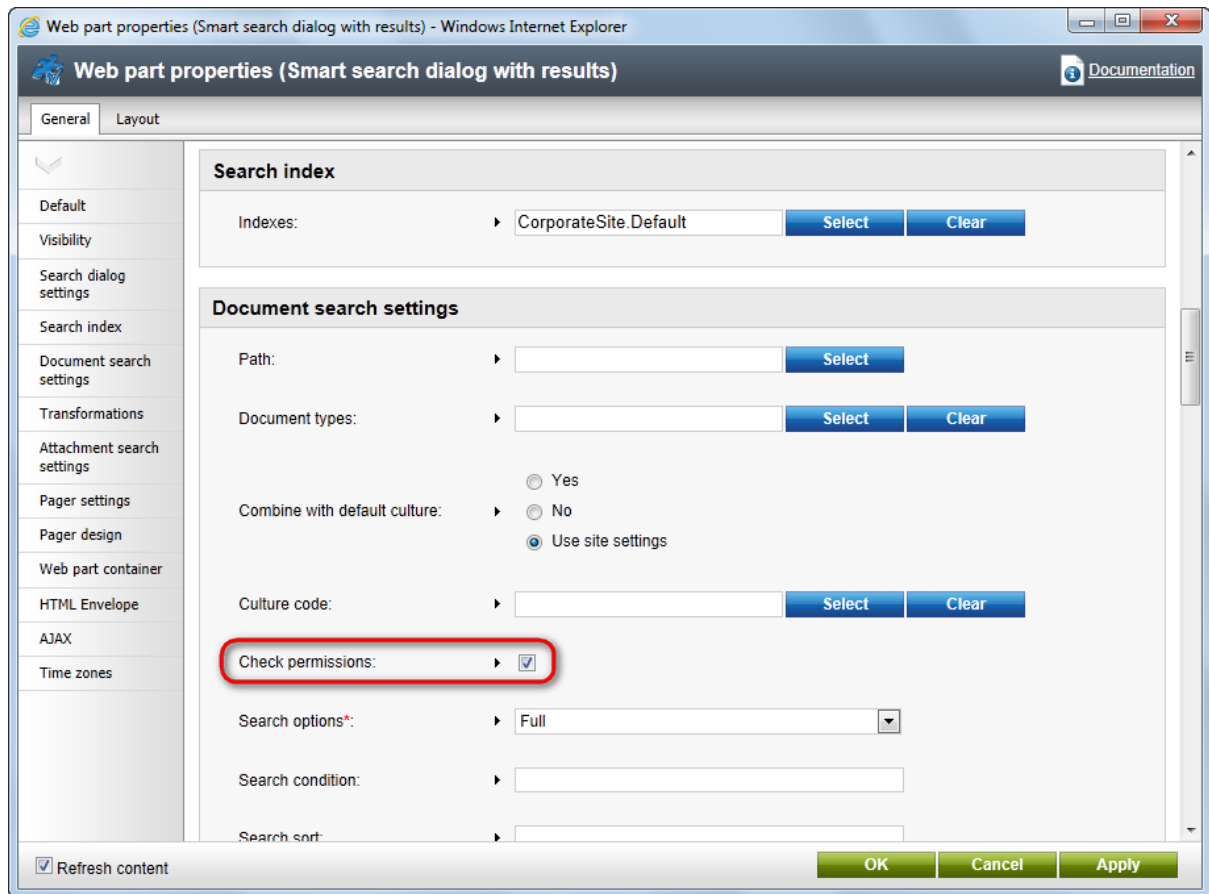 Web part properties (Smart search dialog with results) - Windows Internet Explorer
Web part properties (Smart search dialog with results)
Documentation
General
Layout
Default
Visibility
Search dialog
settings
Search index
Document search
settings
Transformations
Attachment search
settings
Pager settings
Pager design
Web part container
HTML Envelope
AJAX
Time zones
Search index
Indexes:
CorporateSite.Default
Select
Clear
Document search settings
Path:
Select
Document types:
Select
Clear
Combine with default culture:
Yes
No
Use site settings
Culture code:
Select
Clear
Check permissions:
Search options*:
Full
Search condition:
Search sort:
Refresh content
OK
Cancel
Apply